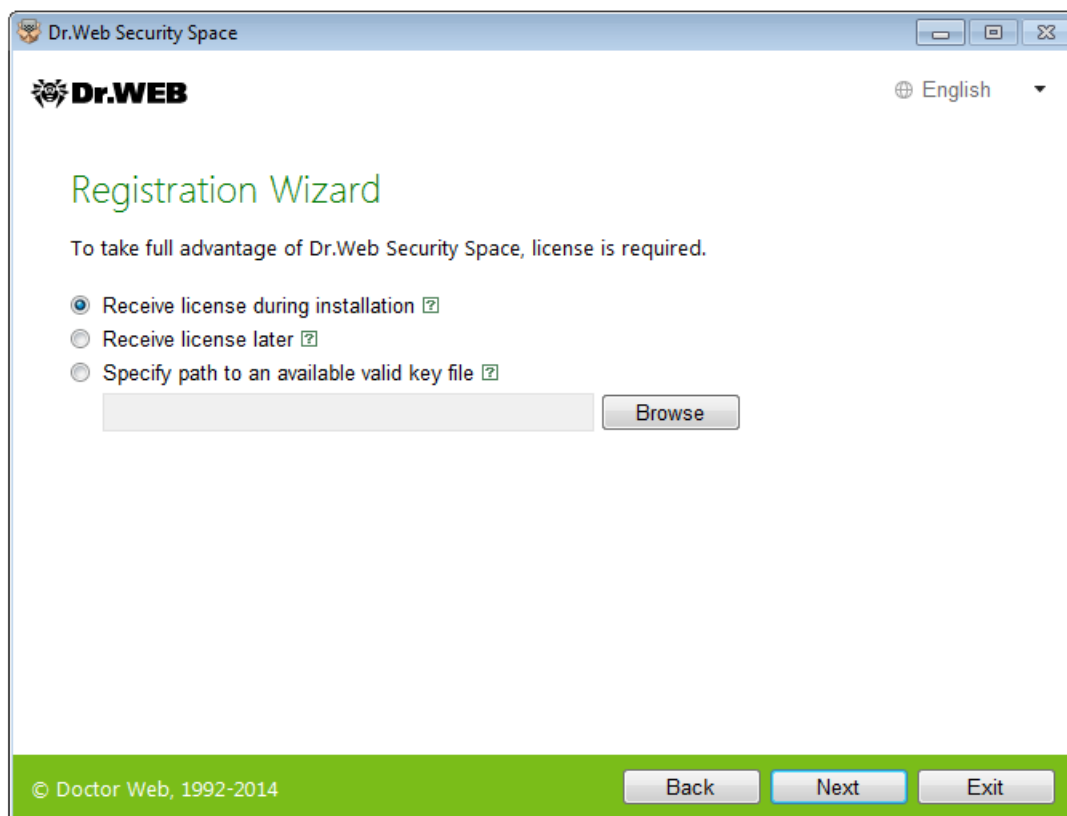 Dr.Web Security Space
Dr.WEB
English
Registration Wizard
To take full advantage of Dr.Web Security Space, license is required.
Receive license during installation ?
Receive license later ?
Specify path to an available valid key file ?
Browse
© Doctor Web, 1992-2014
Back Next Exit